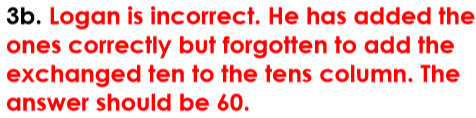 3b. Logan is incorrect. He has added the
ones correctly but forgotten to add the
exchanged ten to the tens column. The
answer should be 60.